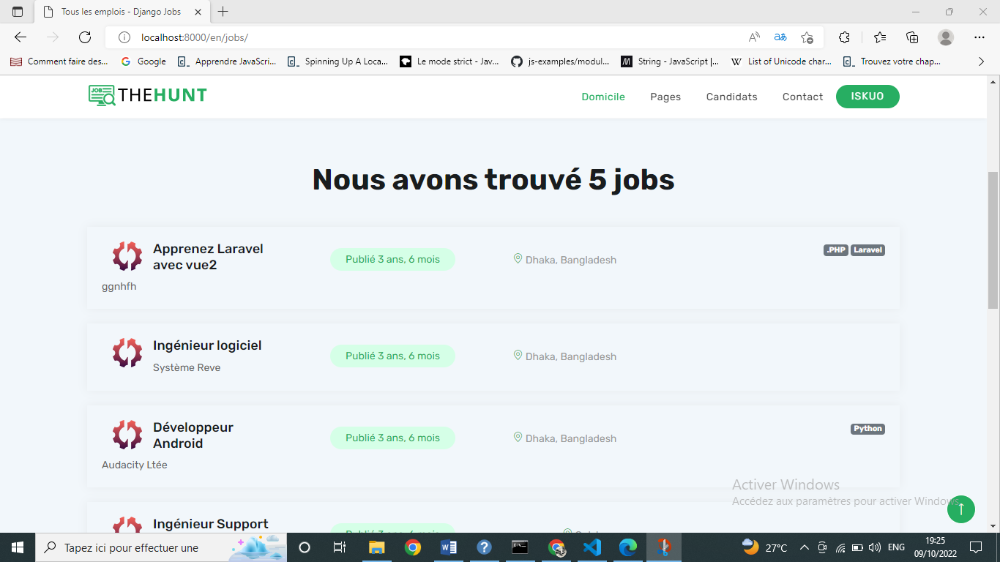 Tous les emplois - Django Jobs
localhost:8000/en/jobs/
Comment faire des... Google Apprendre JavaScri... Spinning Up A Loca... Le mode strict - Jav... js-examples/modul... String - JavaScript |... List of Unicode char... Trouvez votre chap...
JOB THEHUNT Domicile Pages Candidats Contact ISKUO
Nous avons trouvé 5 jobs
Apprenez Laravel
avec vue2
Publié 3 ans, 6 mois
Dhaka, Bangladesh
.PHP Laravel
ggnhfh
Ingénieur logiciel
Publié 3 ans, 6 mois
Dhaka, Bangladesh
Système Reve
Développeur
Android
Publié 3 ans, 6 mois
Dhaka, Bangladesh
Python
Audacity Ltée
Activer Windows
Accédez aux paramètres pour activer Windows.
Ingénieur Support
Publié 3 ans, 6 mois
Tapez ici pour effectuer une
27°C
ENG
19:25
09/10/2022